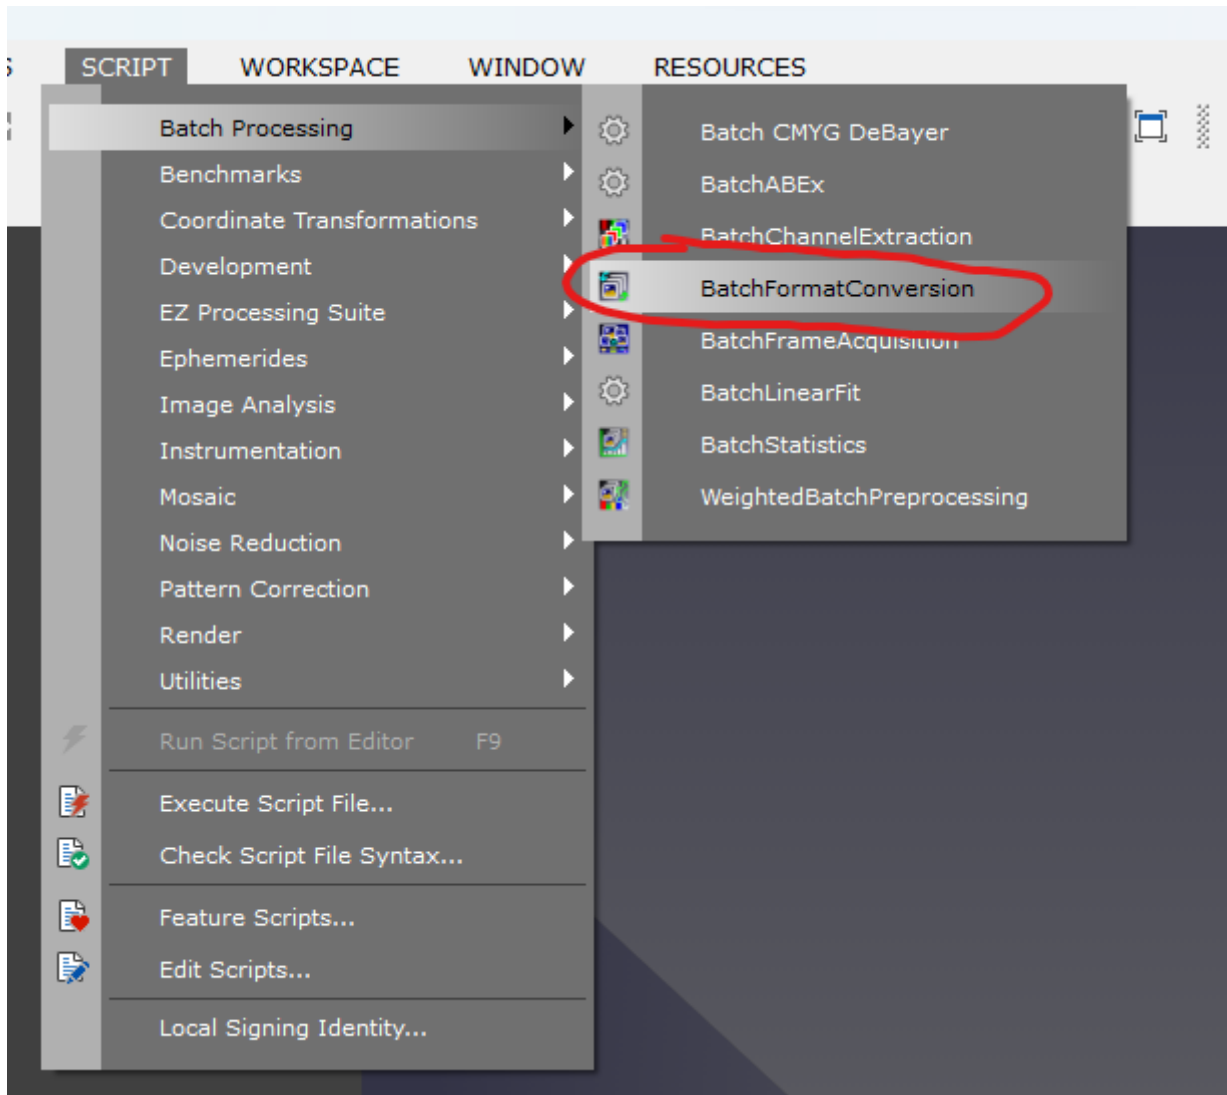 SCRIPT WORKSPACE WINDOW RESOURCES
Batch Processing
Benchmarks
Coordinate Transformations
Development
EZ Processing Suite
Ephemerides
Image Analysis
Instrumentation
Mosaic
Noise Reduction
Pattern Correction
Render
Utilities
Run Script from Editor F9
Execute Script File...
Check Script File Syntax...
Feature Scripts...
Edit Scripts...
Local Signing Identity...
Batch CMYG DeBayer
BatchABEx
BatchChannelExtraction
BatchFormatConversion
BatchFrameAcquisition
BatchLinearFit
BatchStatistics
WeightedBatchPreprocessing